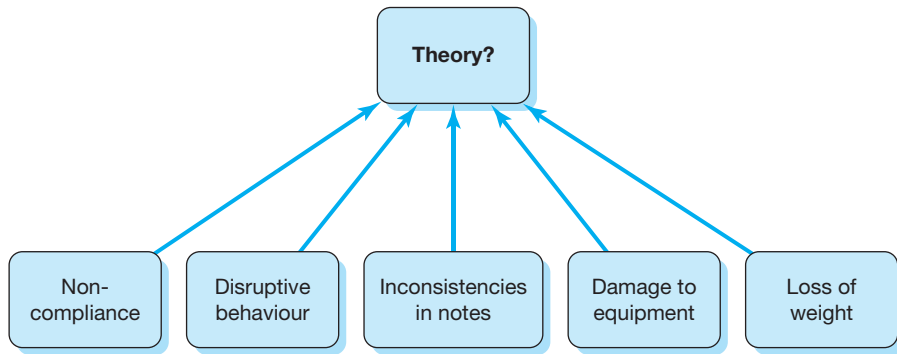 Theory?
Non-
compliance
Disruptive
behaviour
Inconsistencies
in notes
Damage to
equipment
Loss of
weight